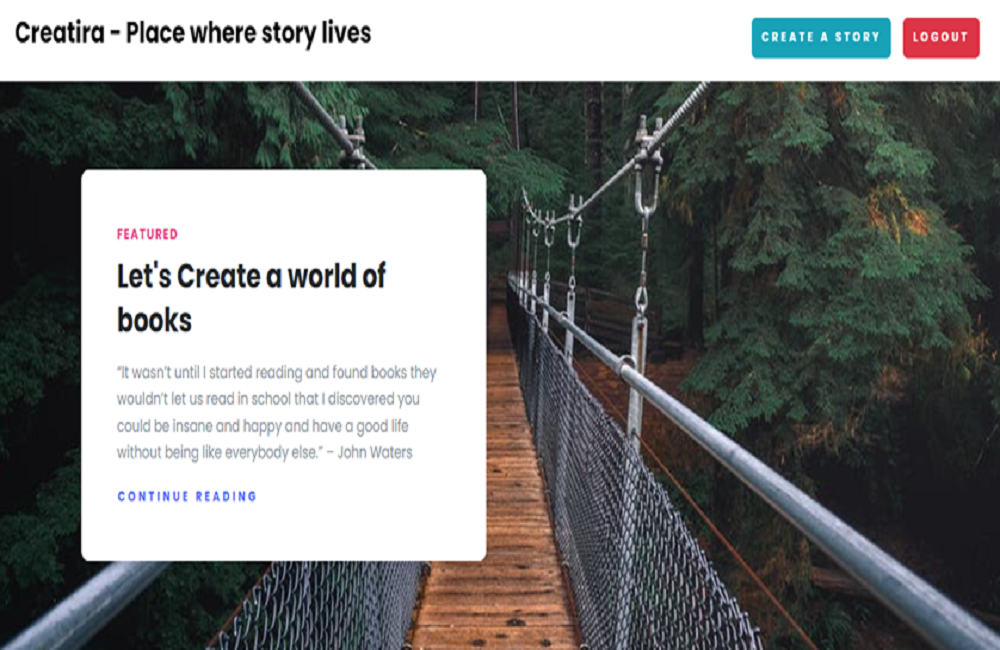 Creatira - Place where story lives
CREATE A STORY
LOGOUT
FEATURED
Let's Create a world of
books
“It wasn’t until I started reading and found books they
wouldn’t let us read in school that I discovered you
could be insane and happy and have a good life
without being like everybody else.” – John Waters
CONTINUE READING